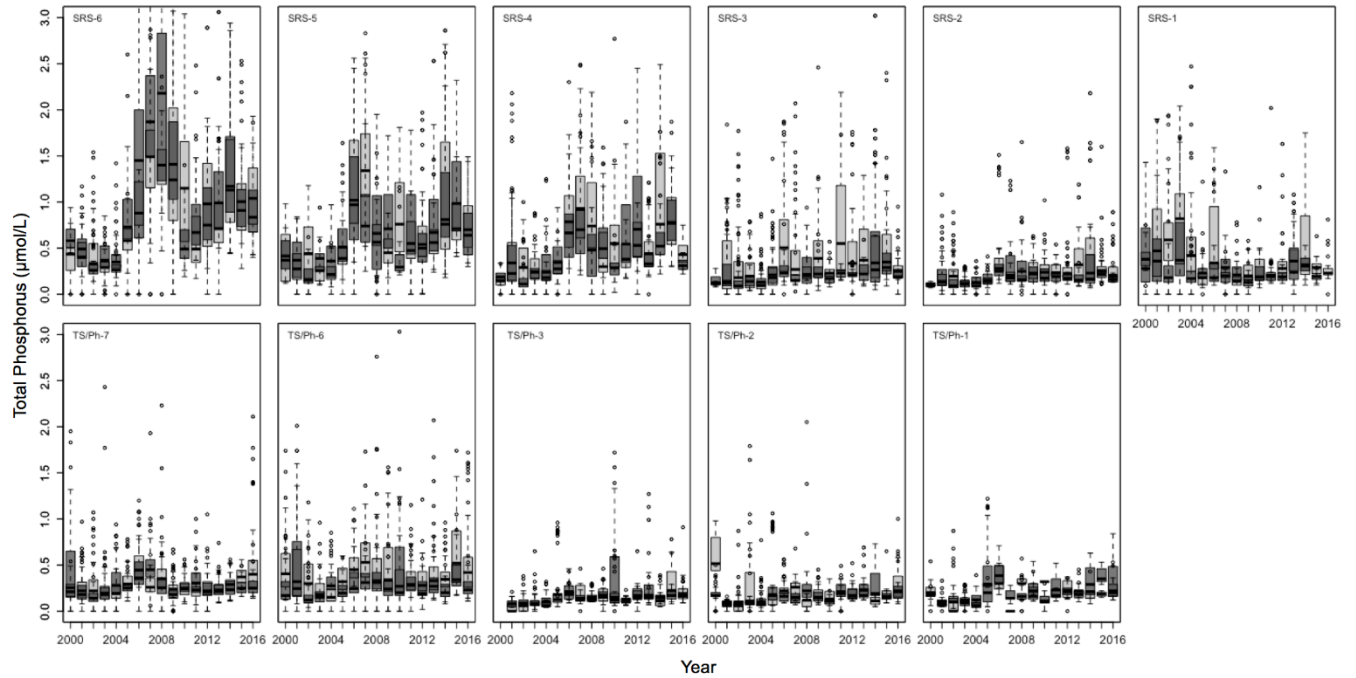 SRS-6 SRS-5 SRS-4 SRS-3 SRS-2 SRS-1
3.0
2.5
2.0
1.5
1.0
0.5
0.0
2000 2004 2008 2012 2016
TS/Ph-7 TS/Ph-6 TS/Ph-3 TS/Ph-2 TS/Ph-1
3.0
2.5
2.0
1.5
1.0
0.5
0.0
2000 2004 2008 2012 2016 2000 2004 2008 2012 2016 2000 2004 2008 2012 2016 2000 2004 2008 2012 2016 2000 2004 2008 2012 2016
Total Phosphorus (μmol/L)
Year